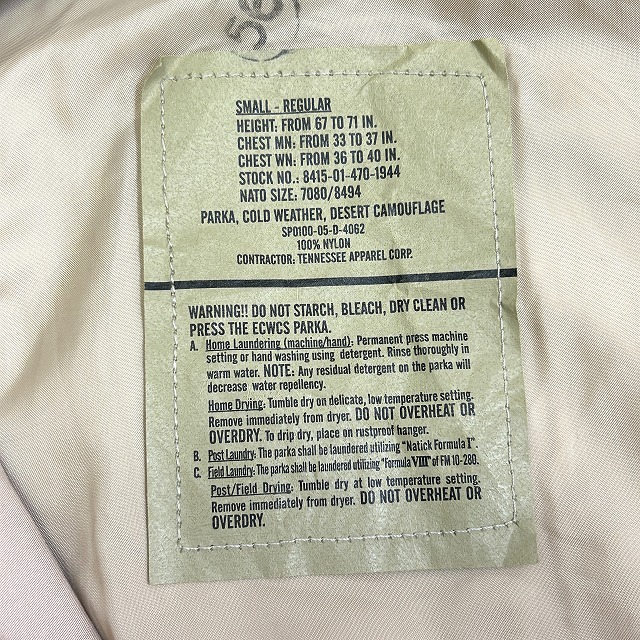 56
SMALL - REGULAR
HEIGHT: FROM 67 TO 71 IN.
CHEST MN: FROM 33 TO 37 IN.
CHEST WN: FROM 36 TO 40 IN.
STOCK NO.: 8415-01-470-1944
NATO SIZE: 7080/8494
PARKA, COLD WEATHER, DESERT CAMOUFLAGE
SP0100-05-D-4062
100% NYLON
CONTRACTOR: TENNESSEE APPAREL CORP.
WARNING!! DO NOT STARCH, BLEACH, DRY CLEAN OR
PRESS THE ECWCS PARKA.
A. Home Laundering (machine/hand): Permanent press machine
setting or hand washing using detergent. Rinse thoroughly in
warm water. NOTE: Any residual detergent on the parka will
decrease water repellency.
Home Drying: Tumble dry on delicate, low temperature setting.
Remove immediately from dryer. DO NOT OVERHEAT OR
OVERDRY. To drip dry, place on rustproof hanger.
B. Post Laundry: The parka shall be laundered utilizing "Natick Formula I".
C. Field Laundry: The parka shall be laundered utilizing "Formula VIII" of FM 10-280.
Post/Field Drying: Tumble dry at low temperature setting.
Remove immediately from dryer. DO NOT OVERHEAT OR
OVERDRY.